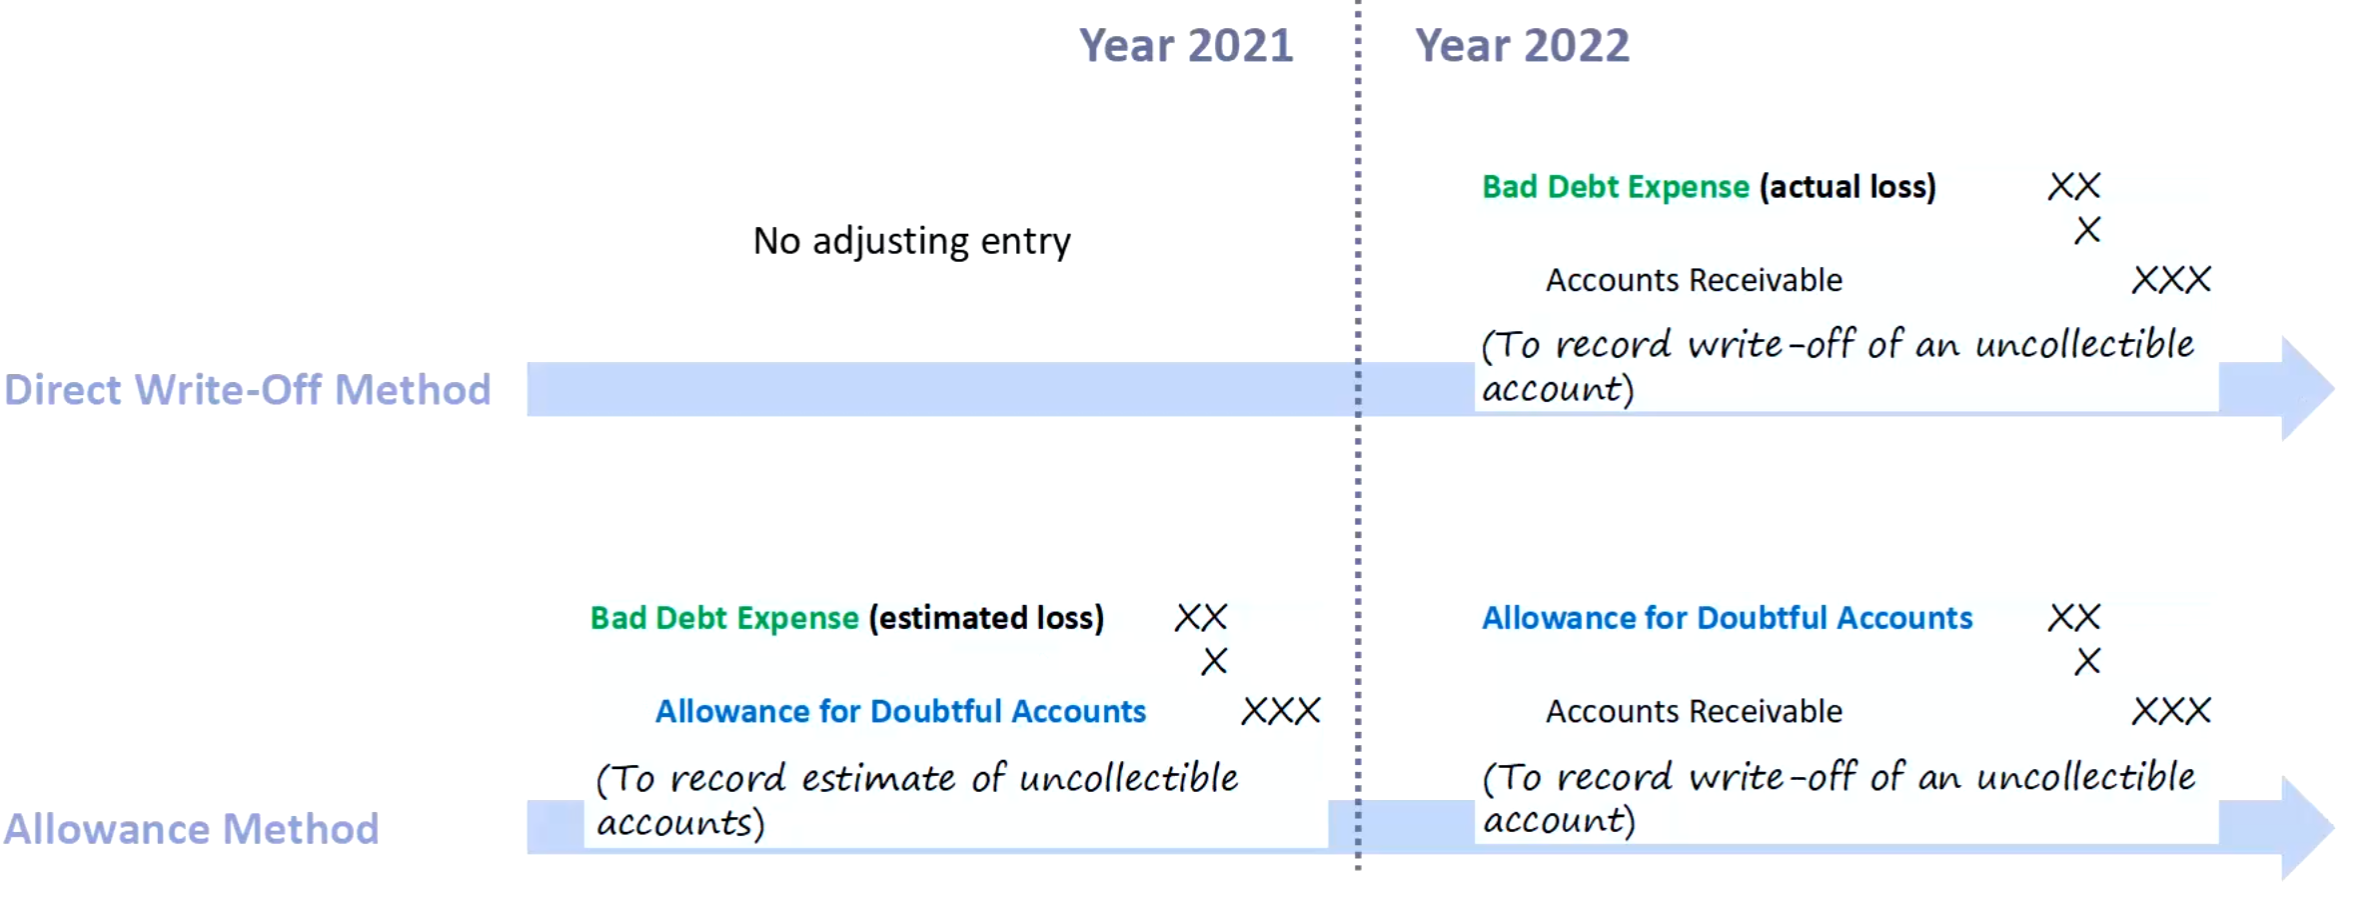 Year 2021
Year 2022
Bad Debt Expense (actual loss) XX
X
No adjusting entry
Accounts Receivable XXX
(To record write-off of an uncollectible
account)
Direct Write-Off Method
Bad Debt Expense (estimated loss) XX
X
Allowance for Doubtful Accounts XXX
(To record estimate of uncollectible
accounts)
Allowance for Doubtful Accounts XX
X
Accounts Receivable XXX
(To record write-off of an uncollectible
account)
Allowance Method